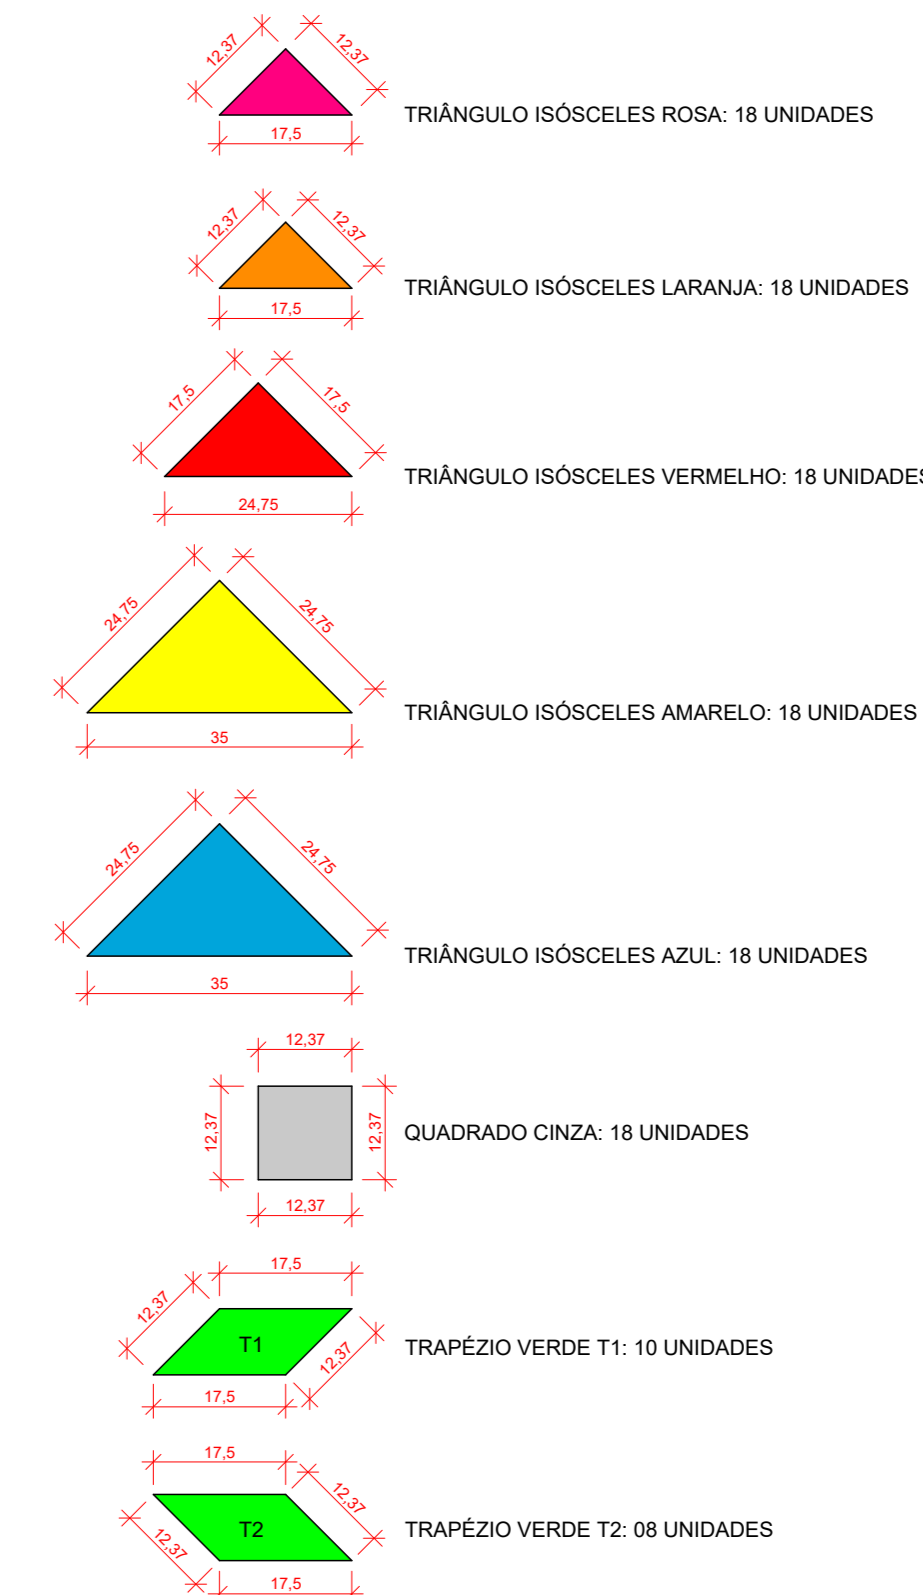 12,37
12,37
TRIÂNGULO ISÓSCELES ROSA: 18 UNIDADES
17,5
12,37
12,37
TRIÂNGULO ISÓSCELES LARANJA: 18 UNIDADES
17,5
17,5
17,5
TRIÂNGULO ISÓSCELES VERMELHO: 18 UNIDADES
24,75
24,75
24,75
TRIÂNGULO ISÓSCELES AMARELO: 18 UNIDADES
35
24,75
24,75
TRIÂNGULO ISÓSCELES AZUL: 18 UNIDADES
35
12,37
12,37
12,37
QUADRADO CINZA: 18 UNIDADES
12,37
17,5
12,37
T1
12,37
TRAPÉZIO VERDE T1: 10 UNIDADES
17,5
17,5
12,37
T2
12,37
TRAPÉZIO VERDE T2: 08 UNIDADES
17,5